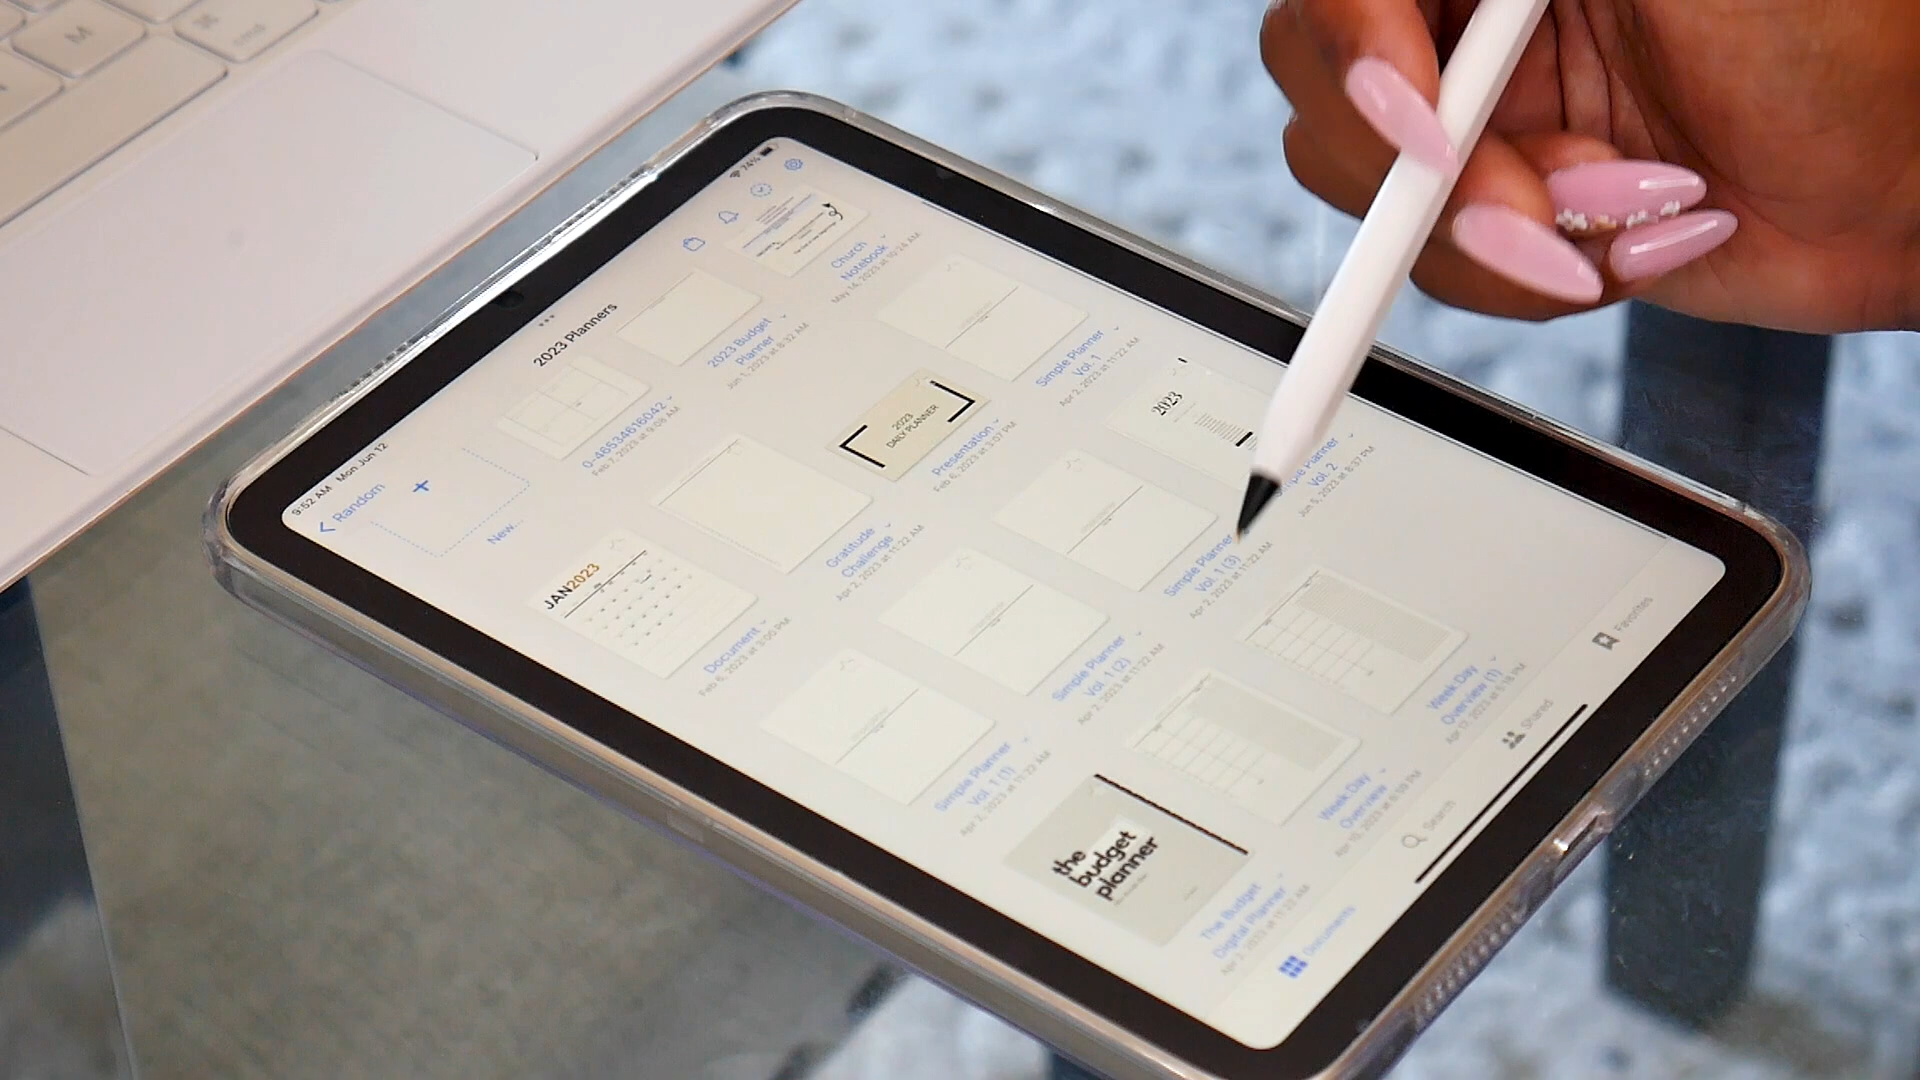 M
⌘
cmd
9:52 AM Mon Jun 12
74%
Random
2023 Planners
New...
0-46534616042
Feb 7, 2023 at 9:08 AM
2023 Budget
Planner
Jun 1, 2023 at 8:32 AM
Church
Notebook
May 14, 2023 at 10:24 AM
JAN2023
Document
Feb 6, 2023 at 3:00 PM
Gratitude
Challenge
Apr 2, 2023 at 11:22 AM
2023
DAILY PLANNER
Presentation
Feb 6, 2023 at 3:07 PM
Simple Planner
Vol. 1
Apr 2, 2023 at 11:22 AM
Simple Planner
Vol. 1 (1)
Apr 2, 2023 at 11:22 AM
Simple Planner
Vol. 1 (2)
Apr 2, 2023 at 11:22 AM
Simple Planner
Vol. 1 (3)
Apr 2, 2023 at 11:22 AM
2023
Simple Planner
Vol. 2
Jun 5, 2023 at 8:37 PM
the
budget
planner
The Budget
Digital Planner
Week Day
Overview
Week Day
Overview (1)
Documents
Search
Shared
Favorites